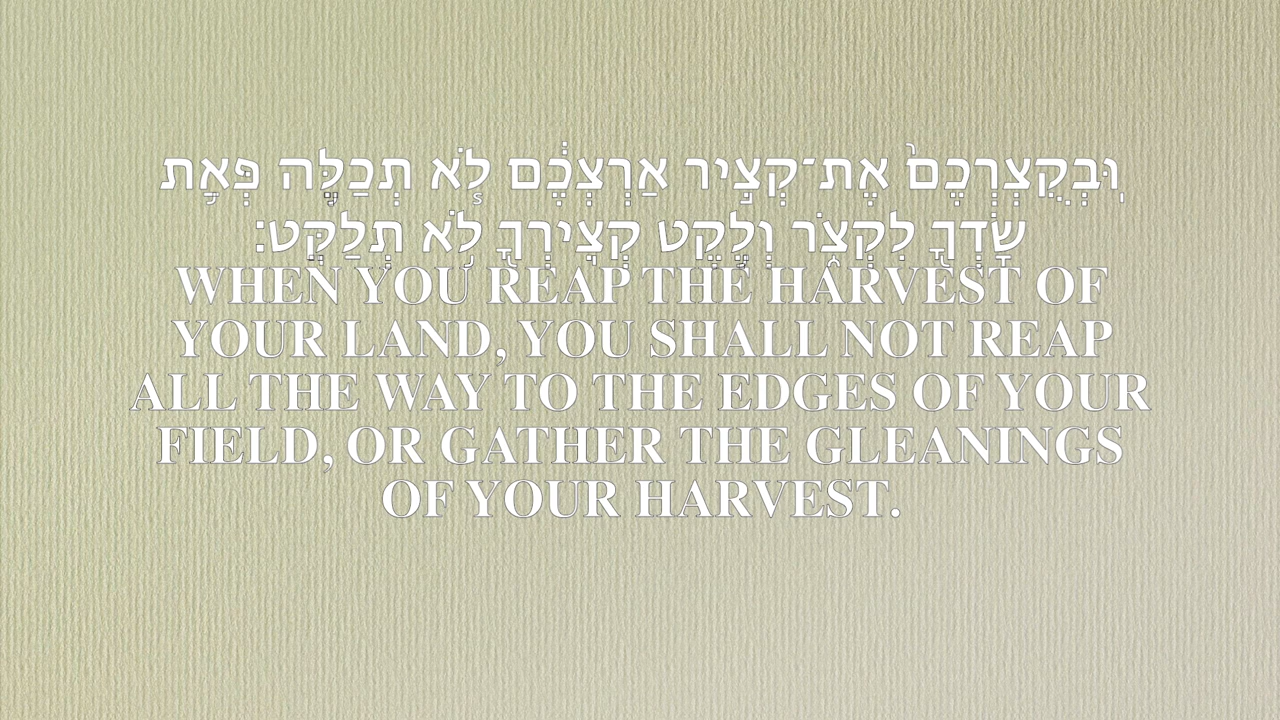 וּֽבְקֻצְרְכֶם֙ אֶת־קְצִ֣יר אַרְצְכֶ֔ם לֹ֧א תְכַלֶּ֛ה פְּאַ֥ת
שָׂדְךָ֖ לִקְצֹ֑ר וְלֶ֥קֶט קְצִֽירְךָ֖ לֹ֥א תְלַקֵּֽט׃
WHEN YOU REAP THE HARVEST OF
YOUR LAND, YOU SHALL NOT REAP
ALL THE WAY TO THE EDGES OF YOUR
FIELD, OR GATHER THE GLEANINGS
OF YOUR HARVEST.